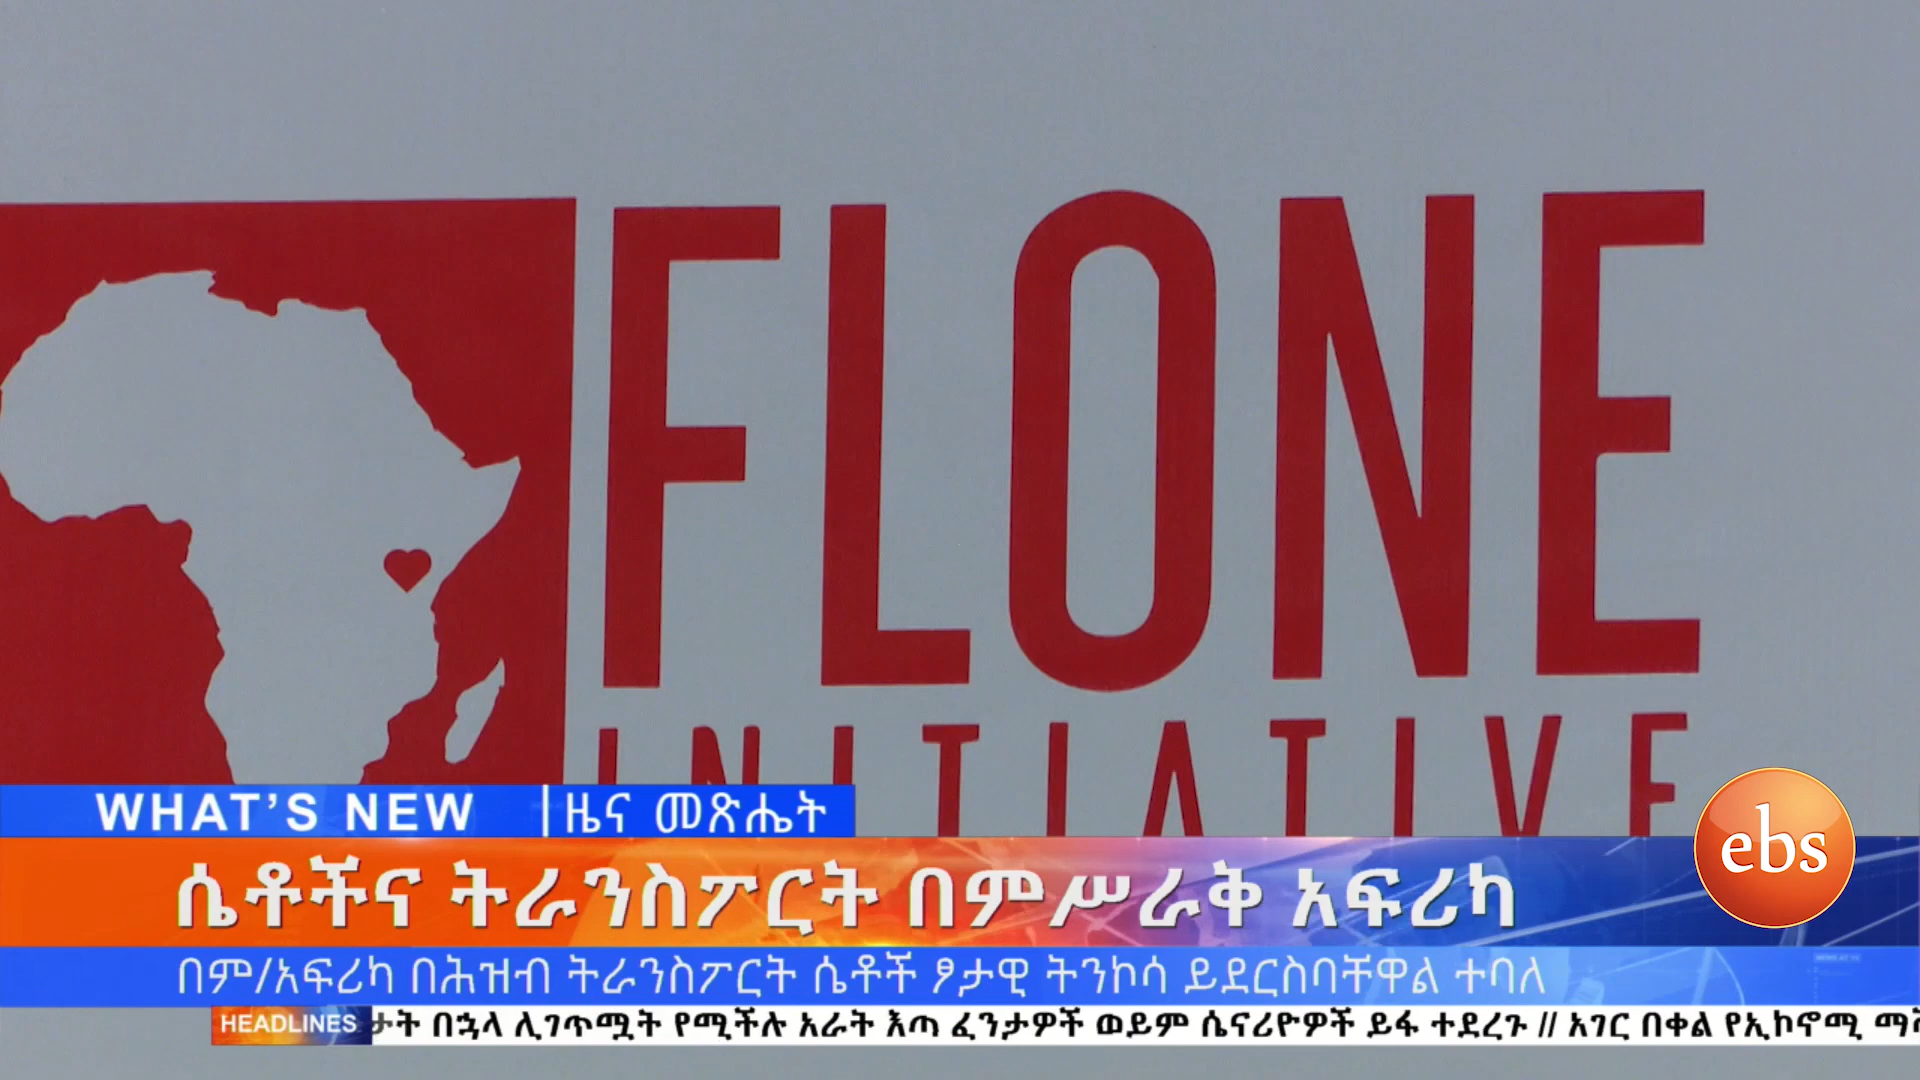 FLONE
INITIATIVE
WHAT'S NEW |ዜና መጽሔት
ebs
ሴቶችና ትራንስፖርት በምሥራቅ አፍሪካ
በም/አፍሪካ በሕዝብ ትራንስፖርት ሴቶች ፆታዊ ትንኮሳ ይደርስባቸዋል ተባለ
HEADLINES ታት በኋላ ሊገጥሟት የሚችሉ አራት እጣ ፈንታዎች ወይም ሴናሪዮዎች ይፋ ተደረጉ // አገር በቀል የኢኮኖሚ